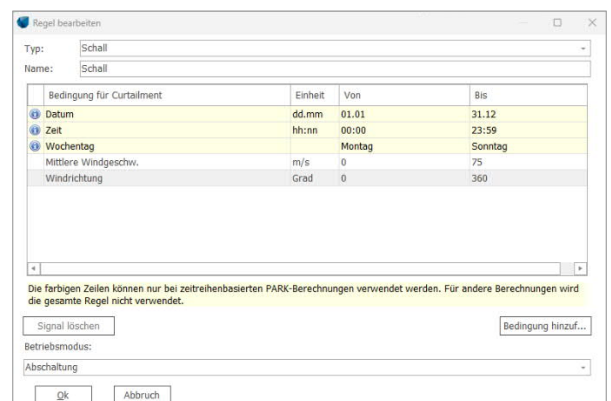 Regel bearbeiten
Typ: Schall
Name: Schall
Bedingung für Curtailment Einheit Von Bis
Datum dd.mm 01.01 31.12
Zeit hh:nn 00:00 23:59
Wochentag Montag Sonntag
Mittlere Windgeschw. m/s 0 75
Windrichtung Grad 0 360
Die farbigen Zeilen können nur bei zeitreihenbasierten PARK-Berechnungen verwendet werden. Für andere Berechnungen wird
die gesamte Regel nicht verwendet.
Signal löschen Bedingung hinzuf...
Betriebsmodus:
Abschaltung
Ok Abbruch